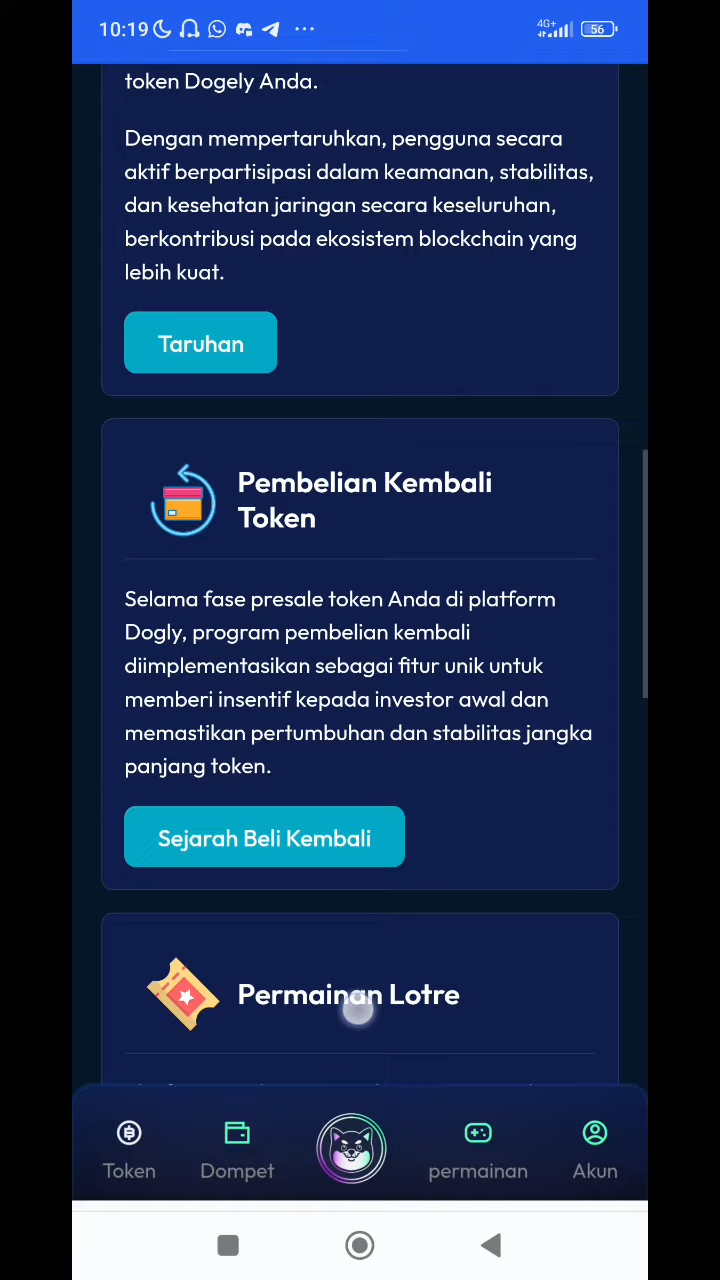 10:19
4G+
56
token Dogely Anda.
Dengan mempertaruhkan, pengguna secara
aktif berpartisipasi dalam keamanan, stabilitas,
dan kesehatan jaringan secara keseluruhan,
berkontribusi pada ekosistem blockchain yang
lebih kuat.
Taruhan
Pembelian Kembali
Token
Selama fase presale token Anda di platform
Dogly, program pembelian kembali
diimplementasikan sebagai fitur unik untuk
memberi insentif kepada investor awal dan
memastikan pertumbuhan dan stabilitas jangka
panjang token.
Sejarah Beli Kembali
Permainan Lotre
Token
Dompet
permainan
Akun